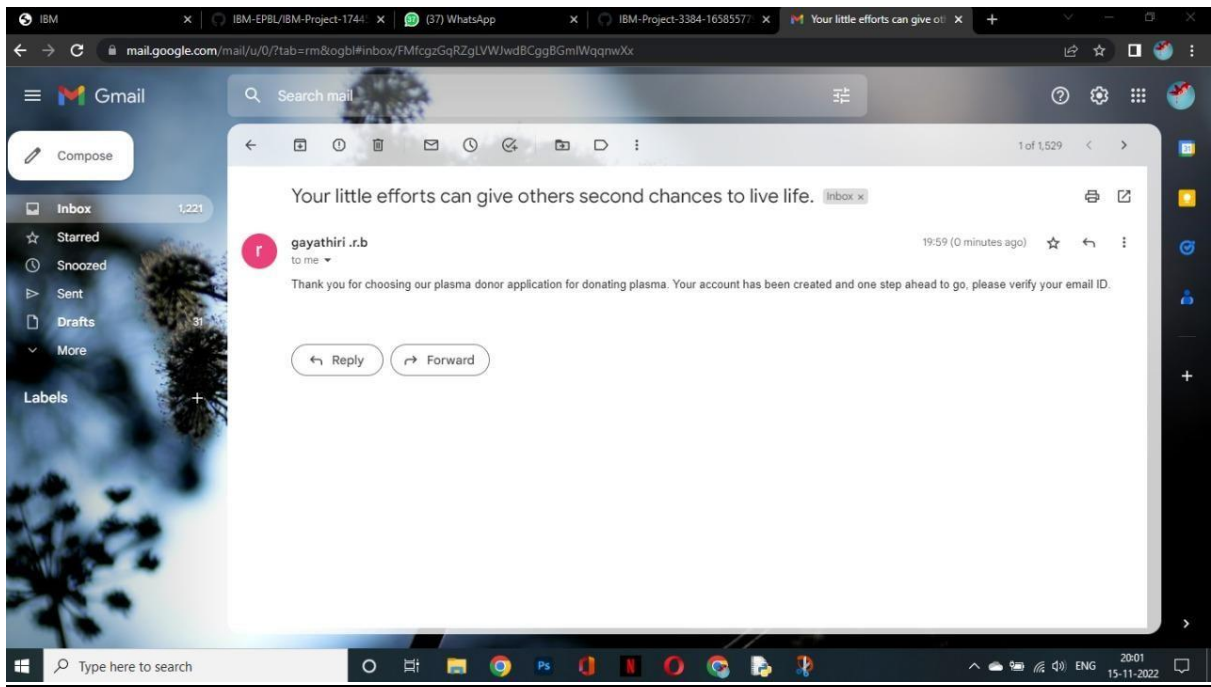 IBM
IBM-EPBL/IBM-Project-1744
(37) WhatsApp
IBM-Project-3384-16585577
Your little efforts can give oth
mail.google.com/mail/u/0/?tab=rm&ogbl#inbox/FMfcgzGqRZgLVWJwdBCggBGmlWqqnwXx
Gmail
Search mail
Compose
1 of 1,529
Inbox 1,221
Starred
Snoozed
Sent
Drafts 31
More
Labels
Your little efforts can give others second chances to live life. Inbox ×
r
gayathiri .r.b 19:59 (0 minutes ago)
to me
Thank you for choosing our plasma donor application for donating plasma. Your account has been created and one step ahead to go, please verify your email ID.
Reply Forward
Type here to search
Ps
N
ENG
20:01
15-11-2022